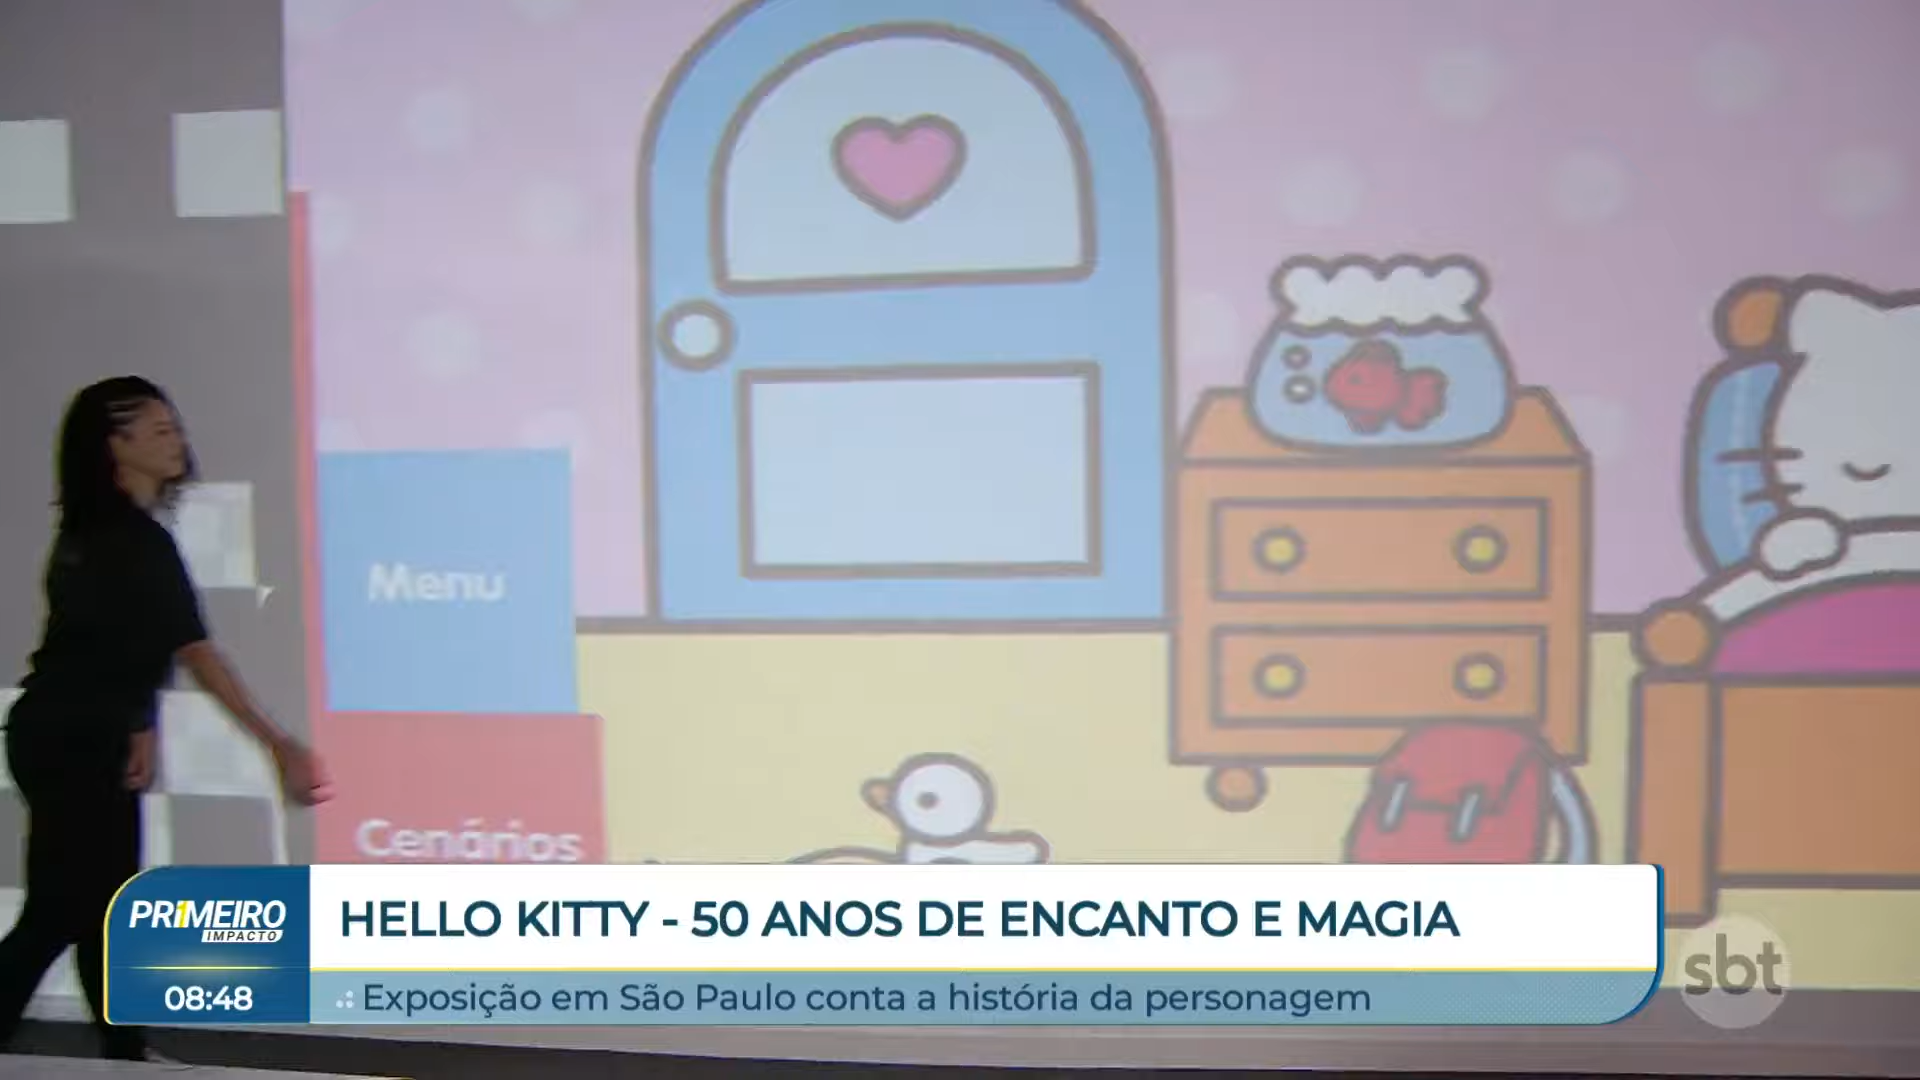 Menu
Cenários
PR1MEIRO
IMPACTO
HELLO KITTY - 50 ANOS DE ENCANTO E MAGIA
08:48
Exposição em São Paulo conta a história da personagem
sbt